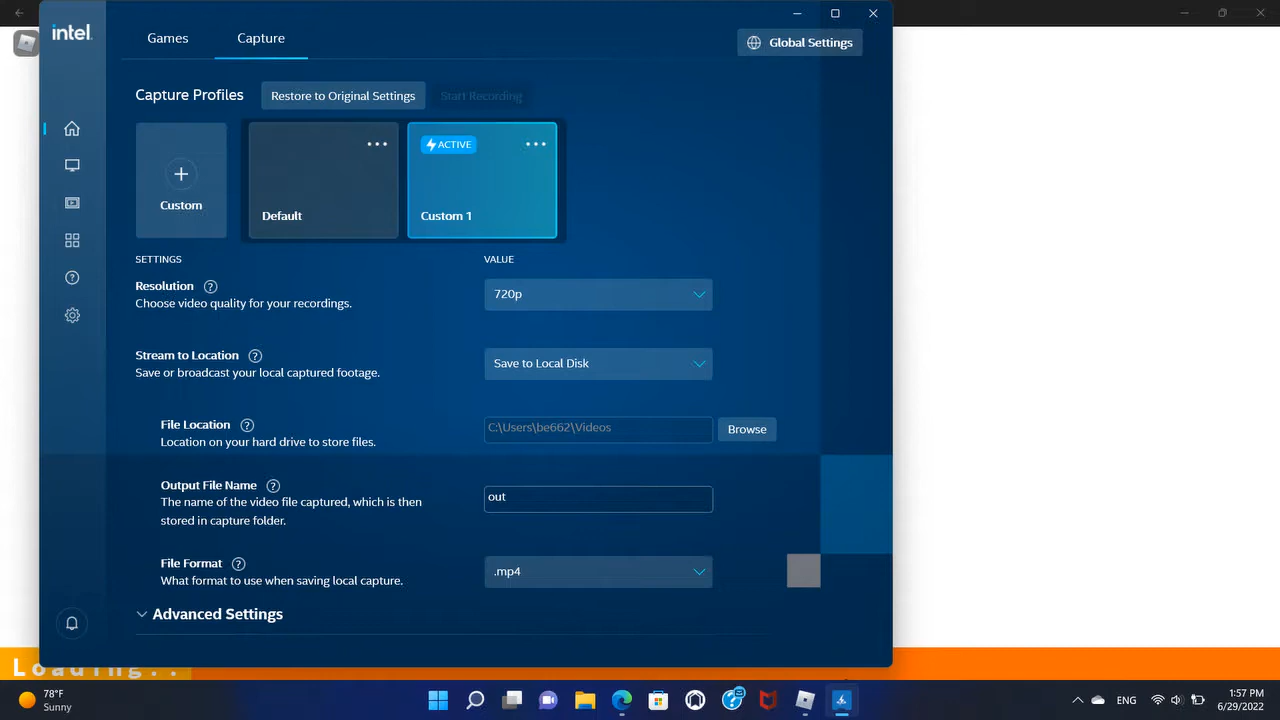 intel.
Games
Capture
Global Settings
Capture Profiles
Restore to Original Settings
Start Recording
Custom
Default
ACTIVE
Custom 1
SETTINGS
VALUE
Resolution
Choose video quality for your recordings.
720p
Stream to Location
Save or broadcast your local captured footage.
Save to Local Disk
File Location
Location on your hard drive to store files.
C:\Users\be662\Videos
Browse
Output File Name
The name of the video file captured, which is then
stored in capture folder.
out
File Format
What format to use when saving local capture.
.mp4
Advanced Settings
Loading..
78°F
Sunny
ENG
1:57 PM
6/29/2022